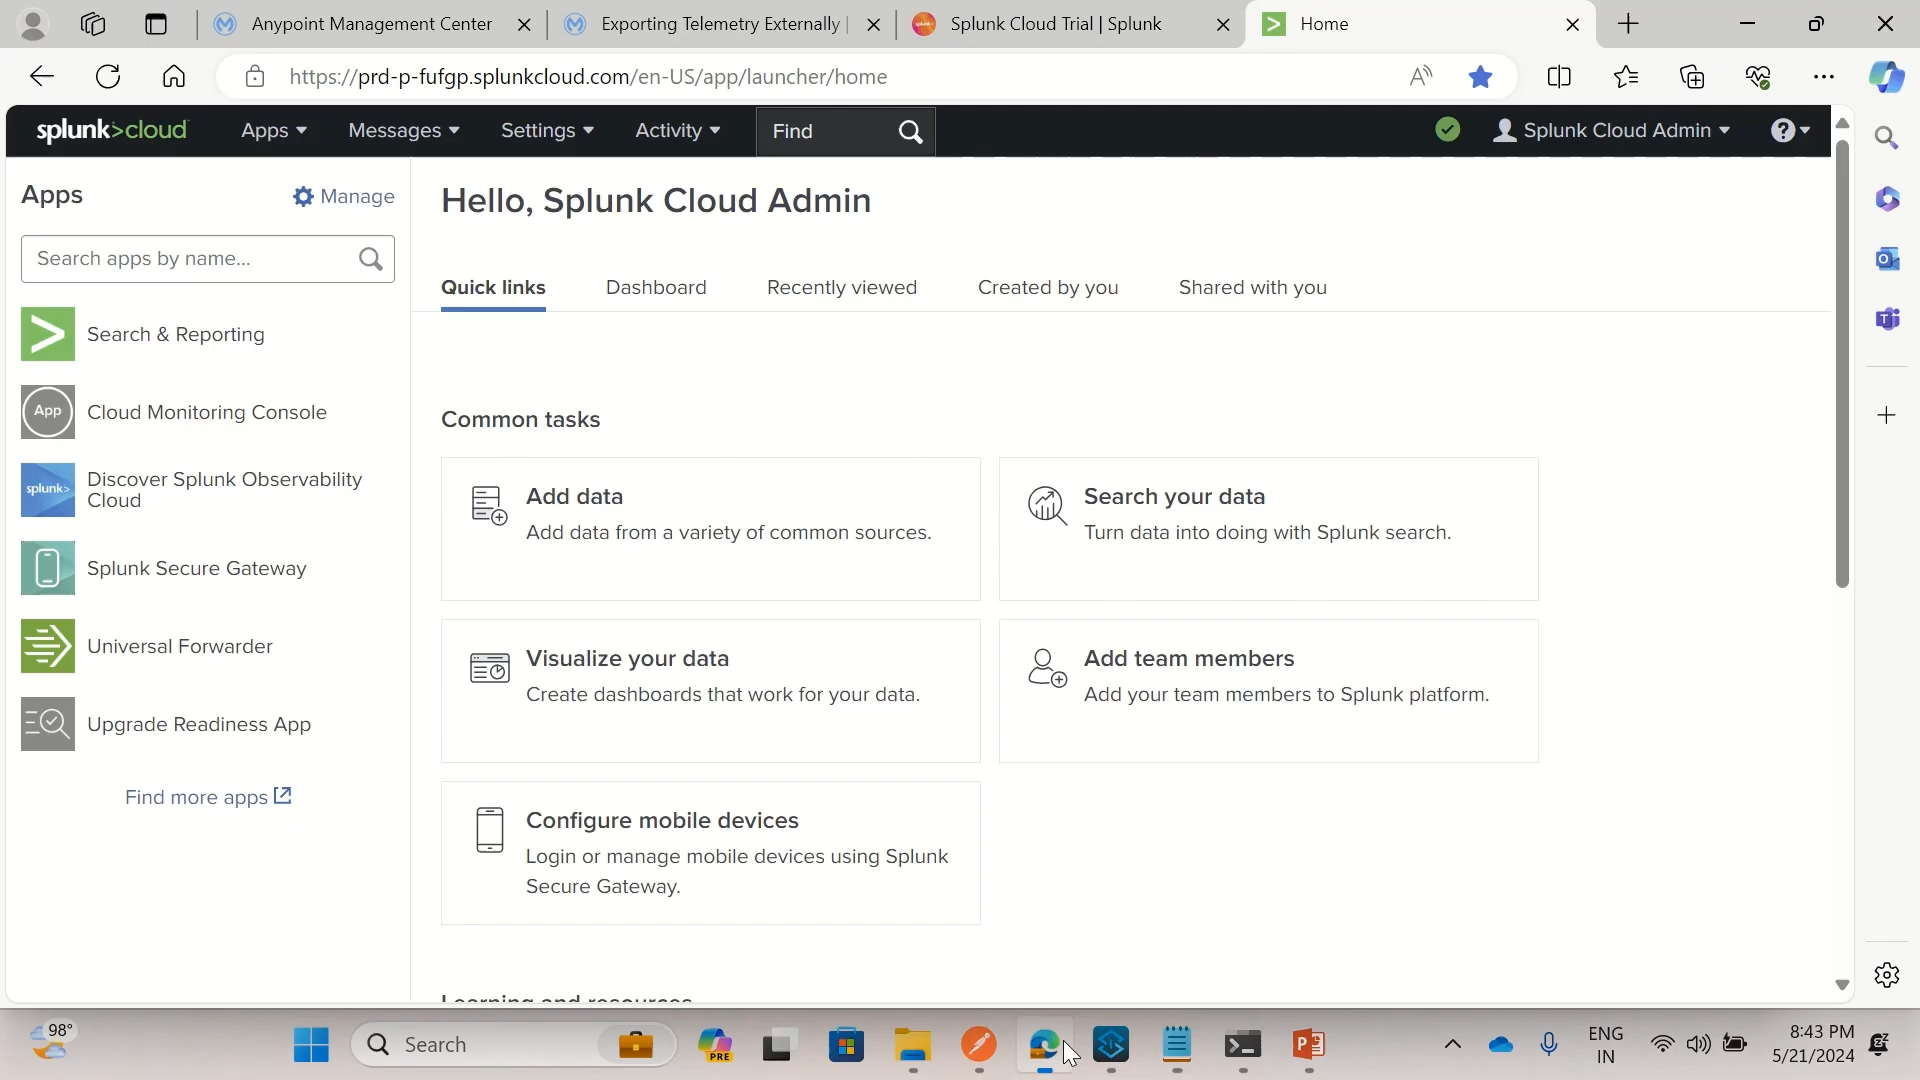 Anypoint Management Center
Exporting Telemetry Externally |
Splunk Cloud Trial | Splunk
Home
https://prd-p-fufgp.splunkcloud.com/en-US/app/launcher/home
splunk>cloud
Apps
Messages
Settings
Activity
Find
Splunk Cloud Admin
Apps
Manage
Search apps by name...
Search & Reporting
App
Cloud Monitoring Console
splunk>
Discover Splunk Observability
Cloud
Splunk Secure Gateway
Universal Forwarder
Upgrade Readiness App
Find more apps
Hello, Splunk Cloud Admin
Quick links
Dashboard
Recently viewed
Created by you
Shared with you
Common tasks
Add data
Add data from a variety of common sources.
Search your data
Turn data into doing with Splunk search.
Visualize your data
Create dashboards that work for your data.
Add team members
Add your team members to Splunk platform.
Configure mobile devices
Login or manage mobile devices using Splunk
Secure Gateway.
Learning and resources
98°
Search
PRE
ENG
IN
8:43 PM
5/21/2024